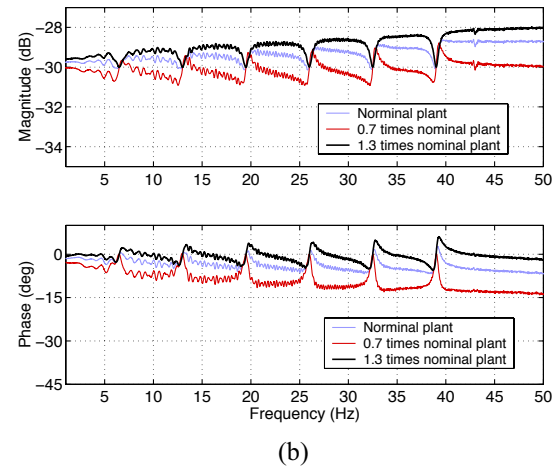 Magnitude (dB)
−28
−30
−32
−34
Norminal plant
0.7 times nominal plant
1.3 times nominal plant
5 10 15 20 25 30 35 40 45 50
Phase (deg)
0
−15
−30
−45
Norminal plant
0.7 times nominal plant
1.3 times nominal plant
5 10 15 20 25 30 35 40 45 50
Frequency (Hz)
(b)